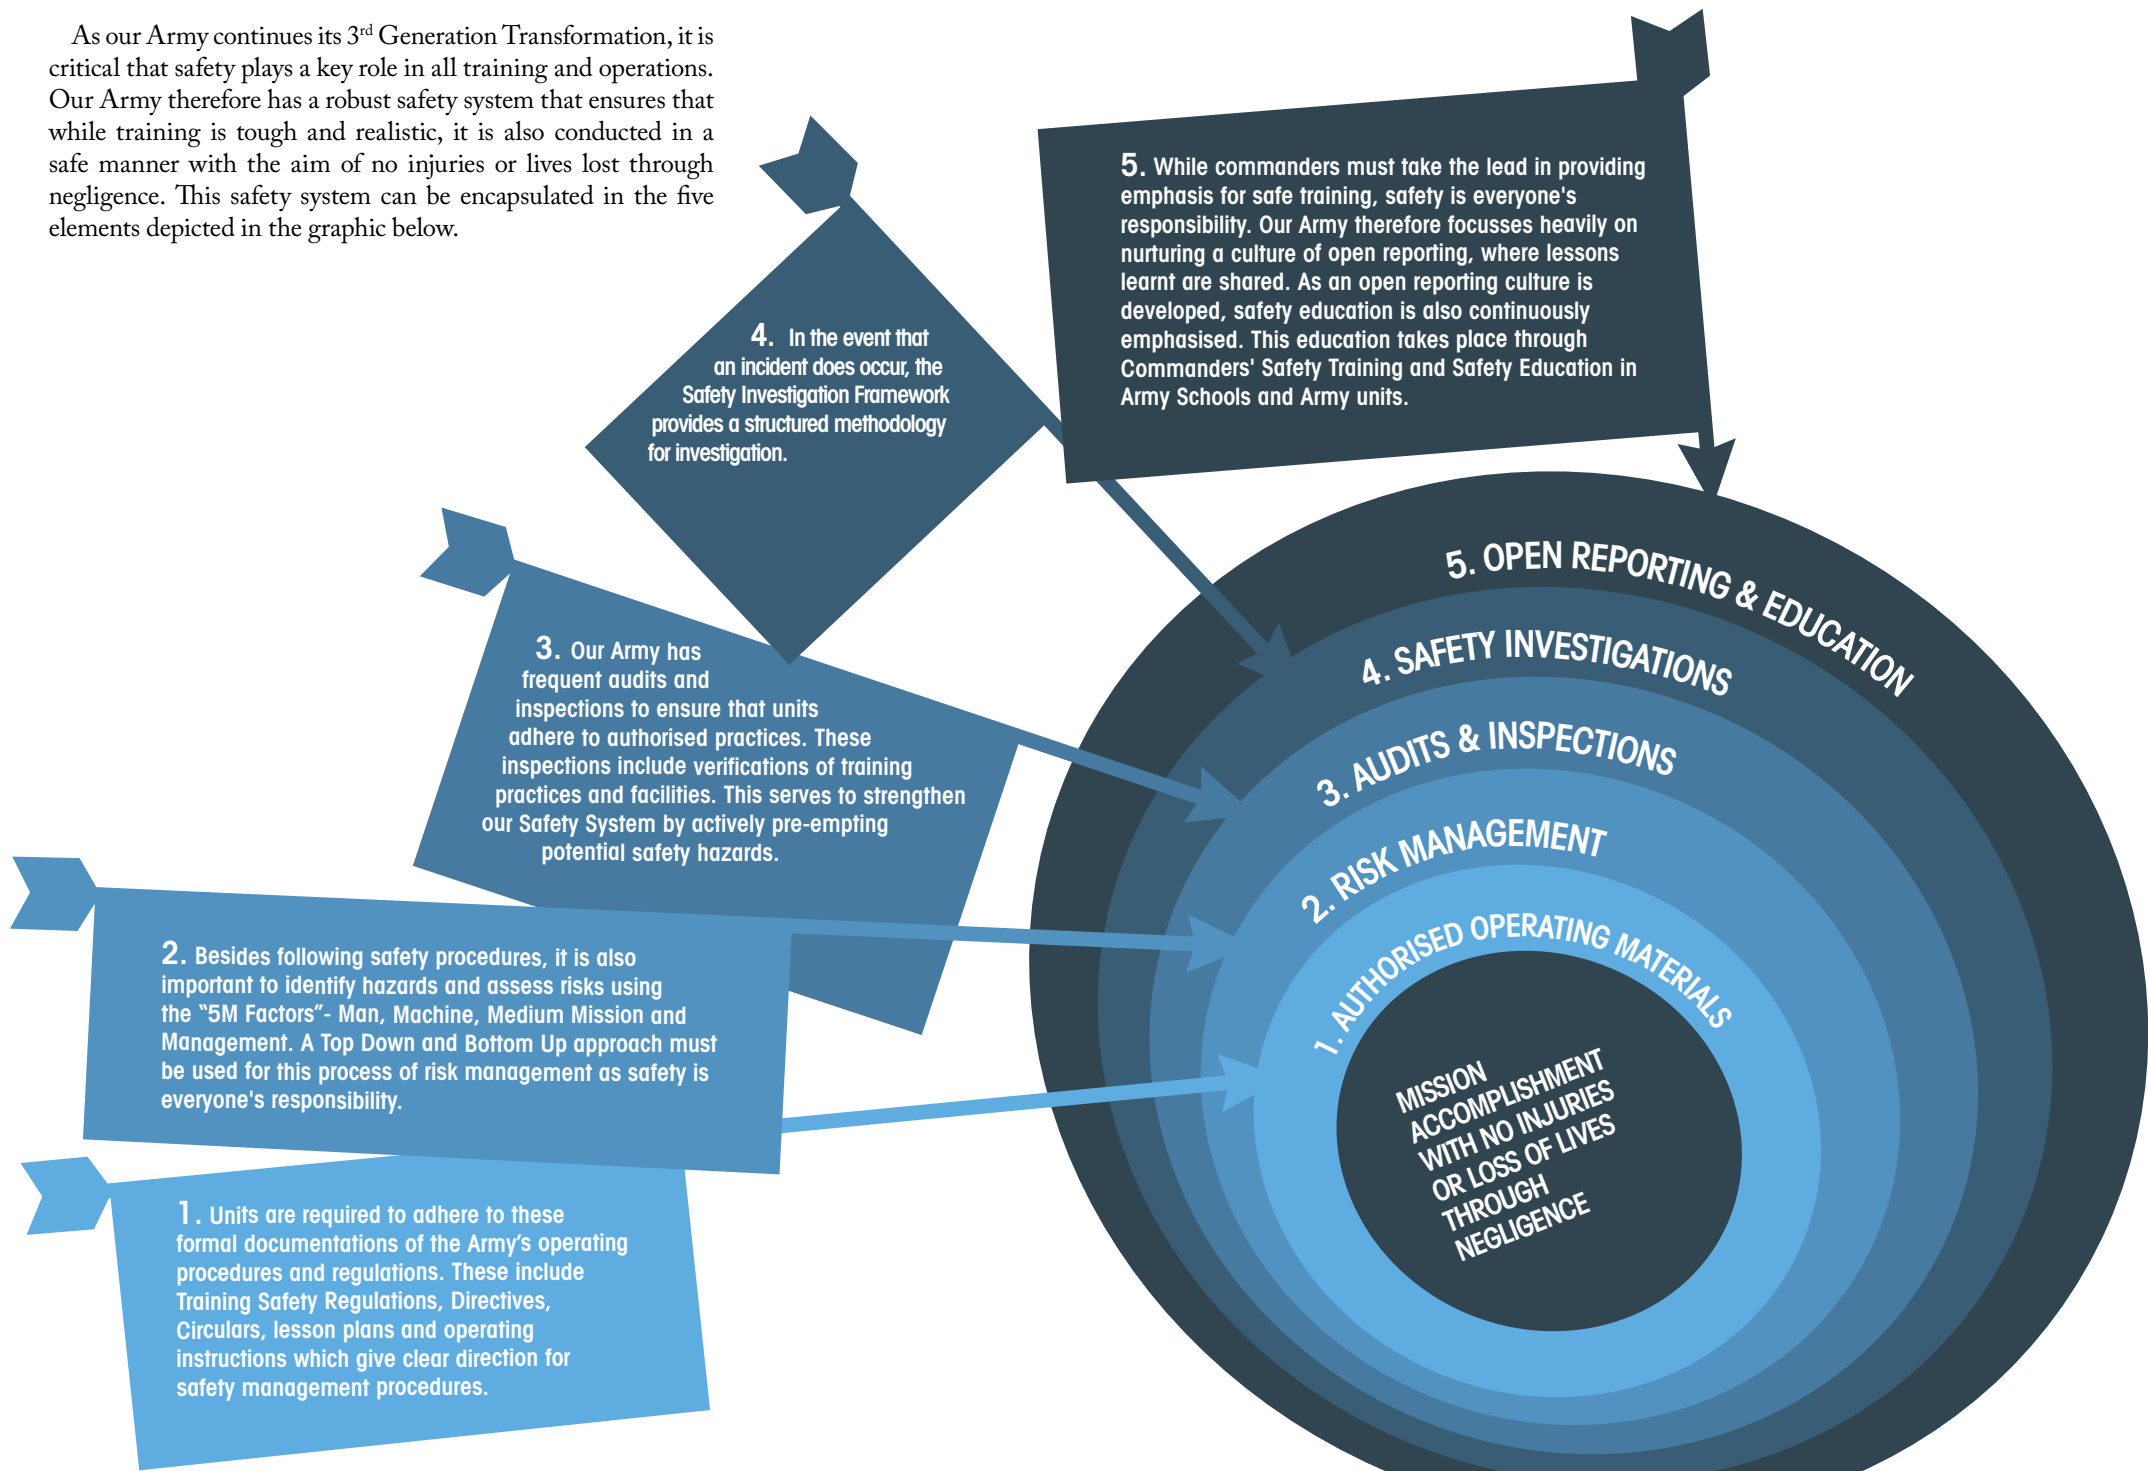 As our Army continues its 3rd Generation Transformation, it is
critical that safety plays a key role in all training and operations.
Our Army therefore has a robust safety system that ensures that
while training is tough and realistic, it is also conducted in a
safe manner with the aim of no injuries or lives lost through
negligence. This safety system can be encapsulated in the five
elements depicted in the graphic below.
5. While commanders must take the lead in providing
emphasis for safe training, safety is everyone's
responsibility. Our Army therefore focusses heavily on
nurturing a culture of open reporting, where lessons
learnt are shared. As an open reporting culture is
developed, safety education is also continuously
emphasised. This education takes place through
Commanders' Safety Training and Safety Education in
Army Schools and Army units.
4. In the event that
an incident does occur, the
Safety Investigation Framework
provides a structured methodology
for investigation.
3. Our Army has
frequent audits and
inspections to ensure that units
adhere to authorised practices. These
inspections include verifications of training
practices and facilities. This serves to strengthen
our Safety System by actively pre-empting
potential safety hazards.
2. Besides following safety procedures, it is also
important to identify hazards and assess risks using
the “5M Factors”- Man, Machine, Medium Mission and
Management. A Top Down and Bottom Up approach must
be used for this process of risk management as safety is
everyone's responsibility.
1. Units are required to adhere to these
formal documentations of the Army’s operating
procedures and regulations. These include
Training Safety Regulations, Directives,
Circulars, lesson plans and operating
instructions which give clear direction for
safety management procedures.
5. OPEN REPORTING & EDUCATION
4. SAFETY INVESTIGATIONS
3. AUDITS & INSPECTIONS
2. RISK MANAGEMENT
1. AUTHORISED OPERATING MATERIALS
MISSION
ACCOMPLISHMENT
WITH NO INJURIES
OR LOSS OF LIVES
THROUGH
NEGLIGENCE